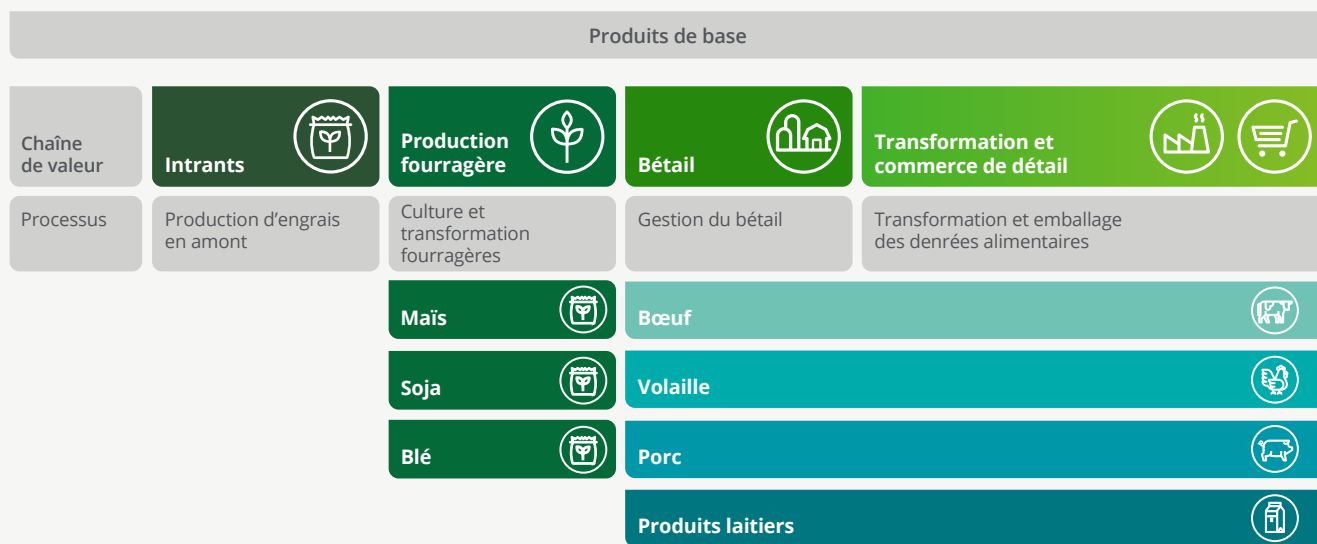 Produits de base
Chaîne
de valeur
Intrants
Production
fourragère
Bétail
Transformation et
commerce de détail
Processus
Production d’engrais
en amont
Culture et
transformation
fourragères
Gestion du bétail
Transformation et emballage
des denrées alimentaires
Maïs
Bœuf
Soja
Volaille
Blé
Porc
Produits laitiers